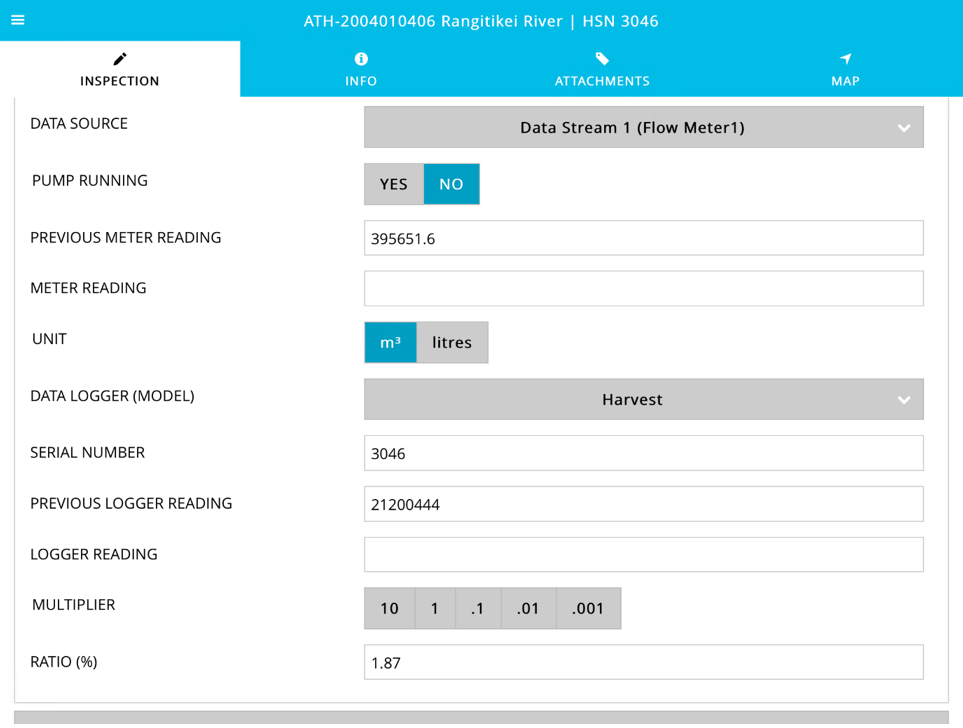 ATH-2004010406 Rangitikei River | HSN 3046
INSPECTION
INFO
ATTACHMENTS
MAP
DATA SOURCE
Data Stream 1 (Flow Meter1)
PUMP RUNNING
YES NO
PREVIOUS METER READING
395651.6
METER READING
UNIT
m³ litres
DATA LOGGER (MODEL)
Harvest
SERIAL NUMBER
3046
PREVIOUS LOGGER READING
21200444
LOGGER READING
MULTIPLIER
10 1 .1 .01 .001
RATIO (%)
1.87